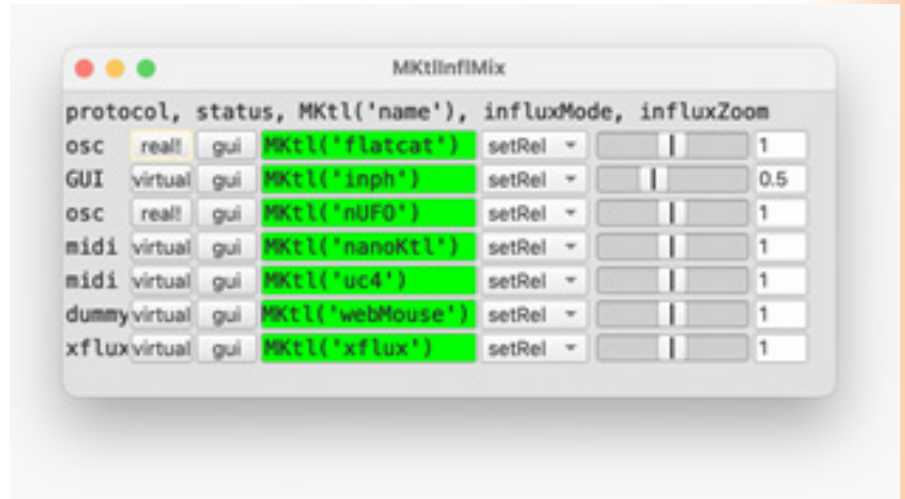 MKtlInflMix
protocol, status, MKtl('name'), influxMode, influxZoom
osc real! gui MKtl('flatcat') setRel 1
GUI virtual gui MKtl('inph') setRel 0.5
osc real! gui MKtl('nUFO') setRel 1
midi virtual gui MKtl('nanoKtl') setRel 1
midi virtual gui MKtl('uc4') setRel 1
dummy virtual gui MKtl('webMouse') setRel 1
xflux virtual gui MKtl('xflux') setRel 1